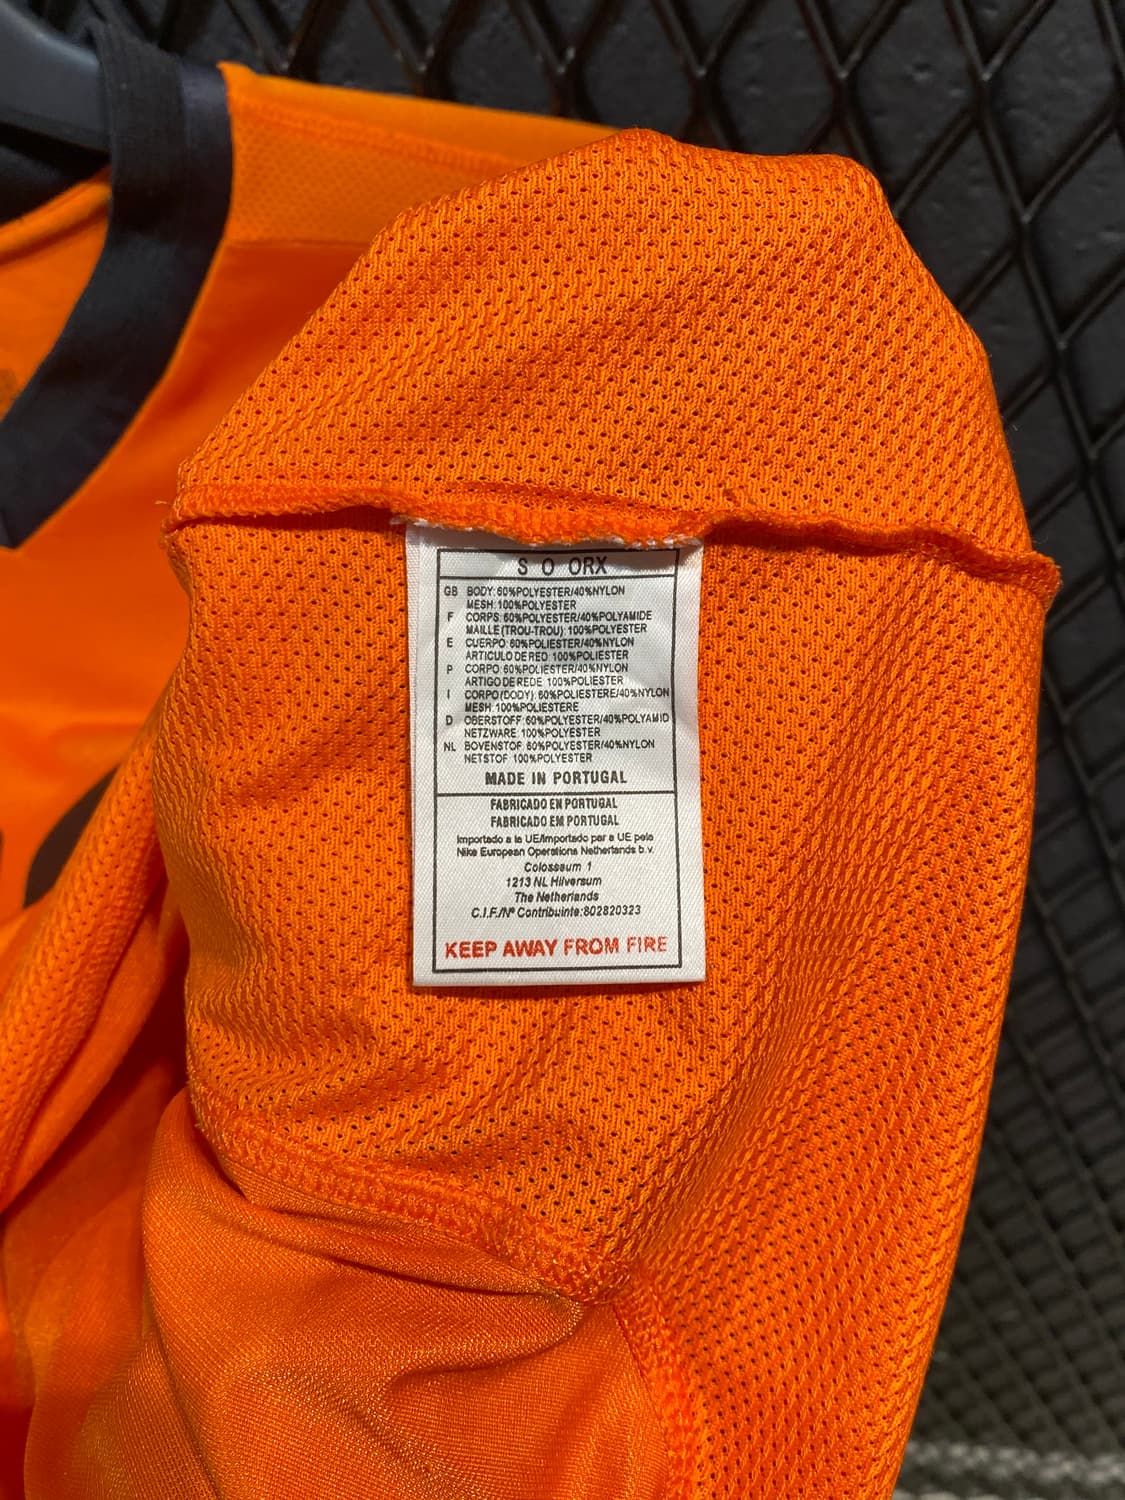 S O ORX
GB BODY: 60%POLYESTER/40%NYLON
MESH: 100%POLYESTER
F CORPS: 60%POLYESTER/40%POLYAMIDE
MAILLE (TROU-TROU): 100%POLYESTER
E CUERPO: 60%POLIESTER/40%NYLON
ARTICULO DE RED: 100%POLIESTER
P CORPO: 60%POLIESTER/40%NYLON
ARTIGO DE REDE: 100%POLIESTER
I CORPO (BODY): 60%POLIESTERE/40%NYLON
MESH: 100%POLIESTERE
D OBERSTOFF: 60%POLYESTER/40%POLYAMID
NETZWARE: 100%POLYESTER
NL BOVENSTOF: 60%POLYESTER/40%NYLON
NETSTOF 100%POLYESTER
MADE IN PORTUGAL
FABRICADO EN PORTUGAL
FABRICADO EM PORTUGAL
Importado a la UE/Importado par a UE pela
Nike European Operations Netherlands b.v.
Colosseum 1
1213 NL Hilversum
The Netherlands
C.I.F./Nº Contribuinte:802820323
KEEP AWAY FROM FIRE